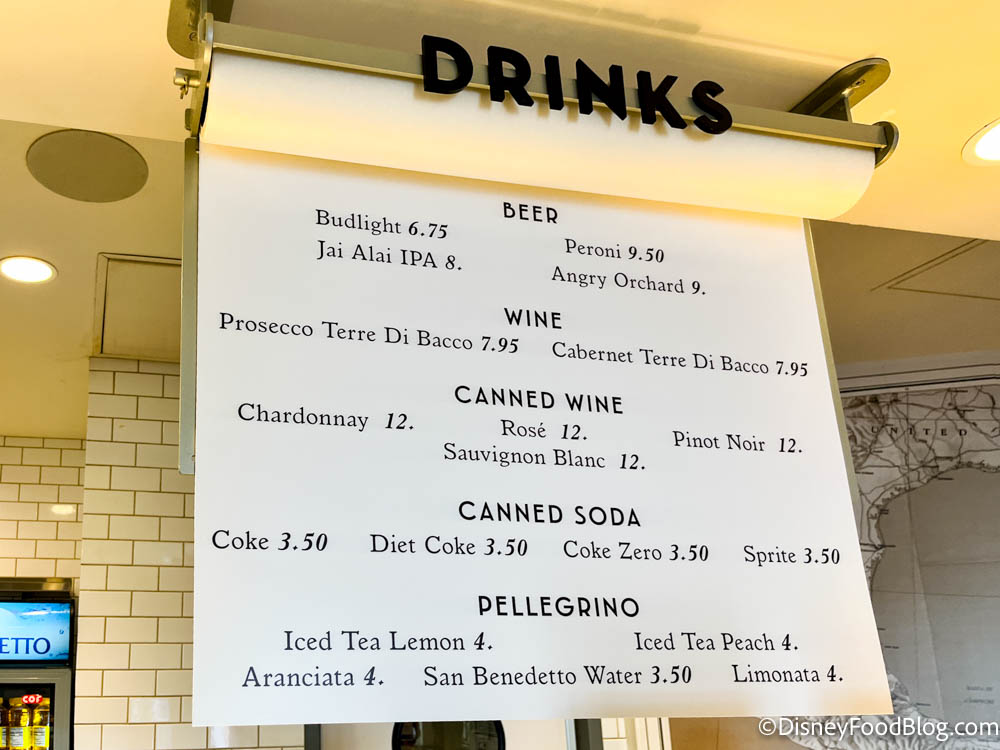 DRINKS
BEER
Budlight 6.75
Peroni 9.50
Jai Alai IPA 8.
Angry Orchard 9.
WINE
Prosecco Terre Di Bacco 7.95
Cabernet Terre Di Bacco 7.95
CANNED WINE
Chardonnay 12.
Rosé 12.
Pinot Noir 12.
Sauvignon Blanc 12.
CANNED SODA
Coke 3.50 Diet Coke 3.50 Coke Zero 3.50 Sprite 3.50
PELLEGRINO
Iced Tea Lemon 4. Iced Tea Peach 4.
Aranciata 4. San Benedetto Water 3.50 Limonata 4.
ETTO
UNITED
©DisneyFoodBlog.com